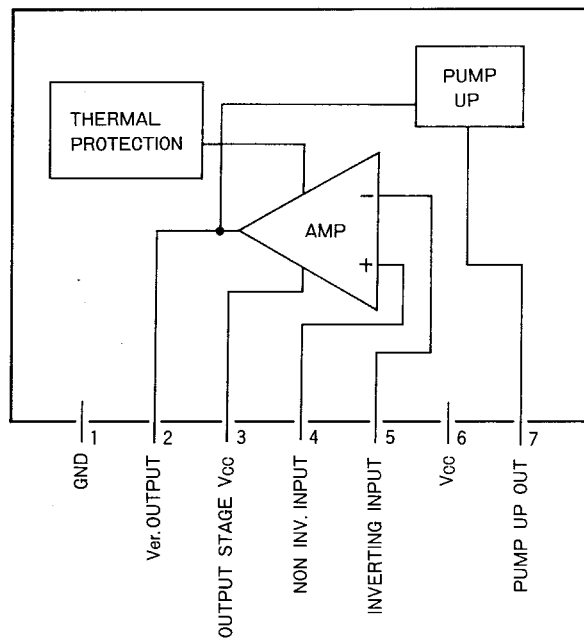 PUMP
UP
THERMAL
PROTECTION
AMP
−
+
1 2 3 4 5 6 7
GND
Ver. OUTPUT
OUTPUT STAGE Vcc
NON INV. INPUT
INVERTING INPUT
Vcc
PUMP UP OUT